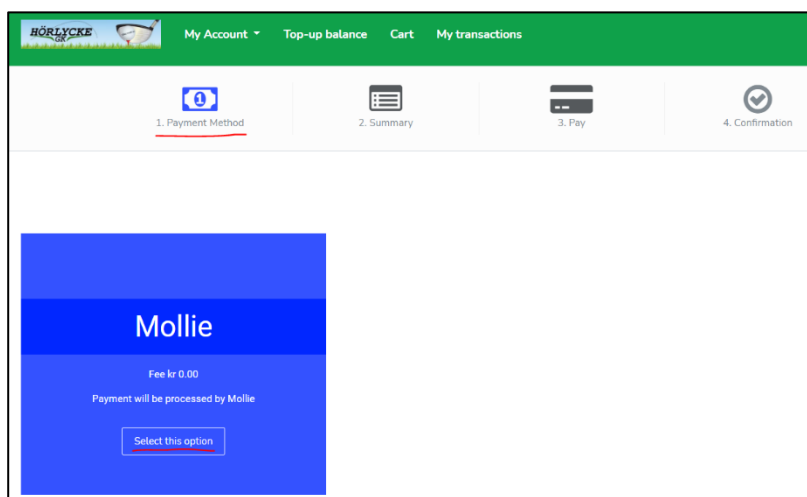 HÖRLYCKE
GK
My Account Top-up balance Cart My transactions
1
1. Payment Method 2. Summary 3. Pay 4. Confirmation
Mollie
Fee kr 0.00
Payment will be processed by Mollie
Select this option